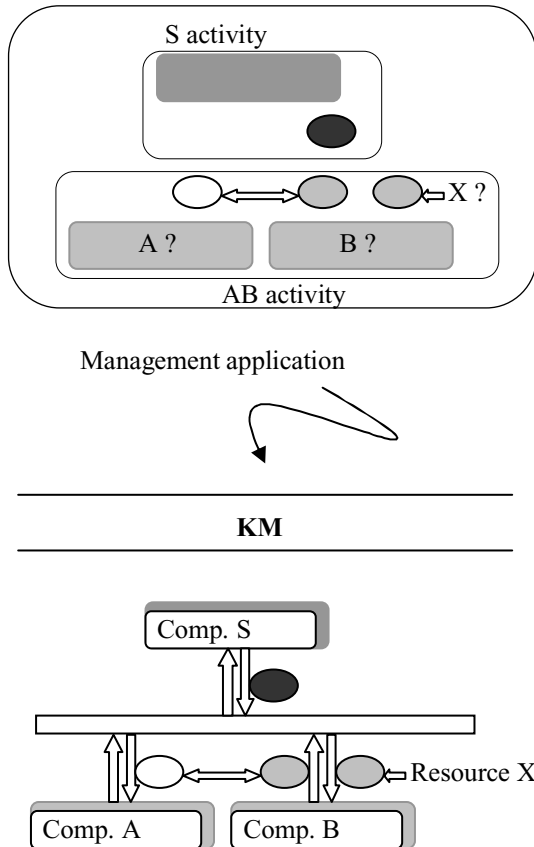 S activity
X ?
A ?
B ?
AB activity
Management application
KM
Comp. S
Resource X
Comp. A
Comp. B